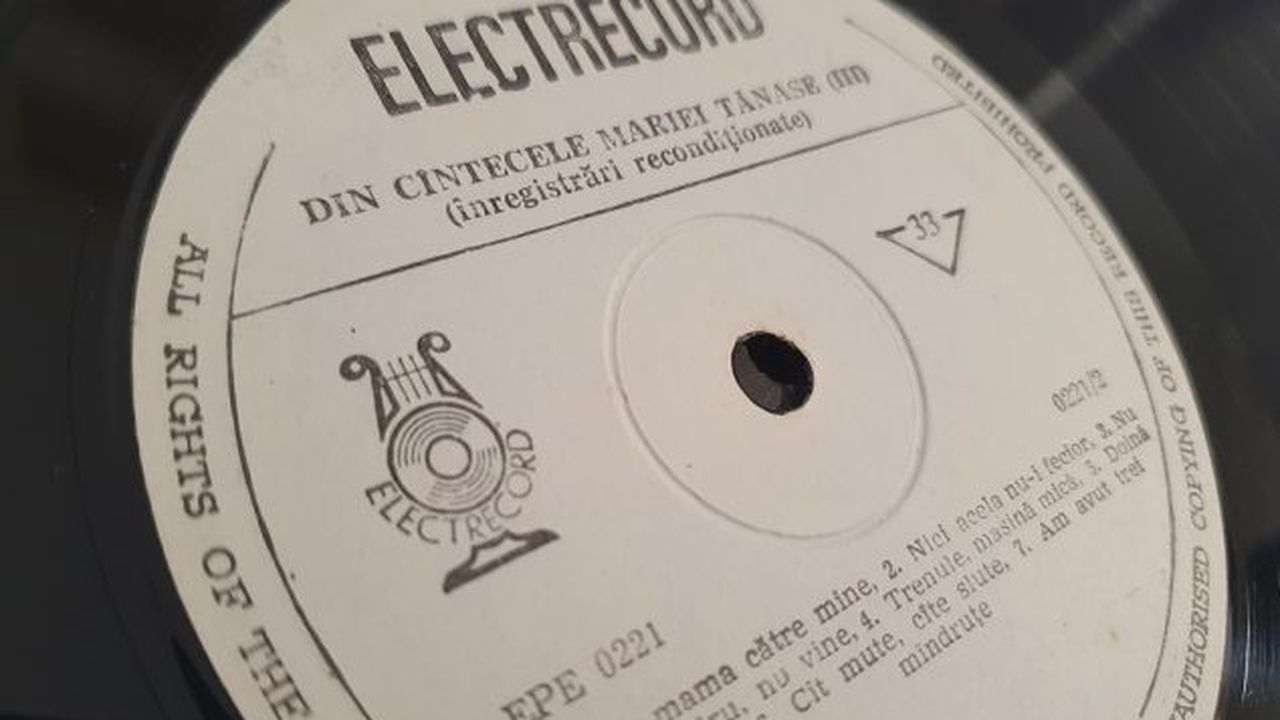 ELECTRECORD
DIN CÎNTECELE MARIEI TĂNASE (III)
(înregistrări recondiționate)
33
ELECTRECORD
0221/2
EPE 0221
mama către mine, 2. Nici acela nu-i fecior, 3. Nu
nu vine, 4. Trenule, mașină mică, 5. Doină
Cît mute, cîte slute, 7. Am avut trei
mîndruțe
ALL RIGHTS OF THE
AUTHORISED COPYING OF THIS RECORD PROHIBITED